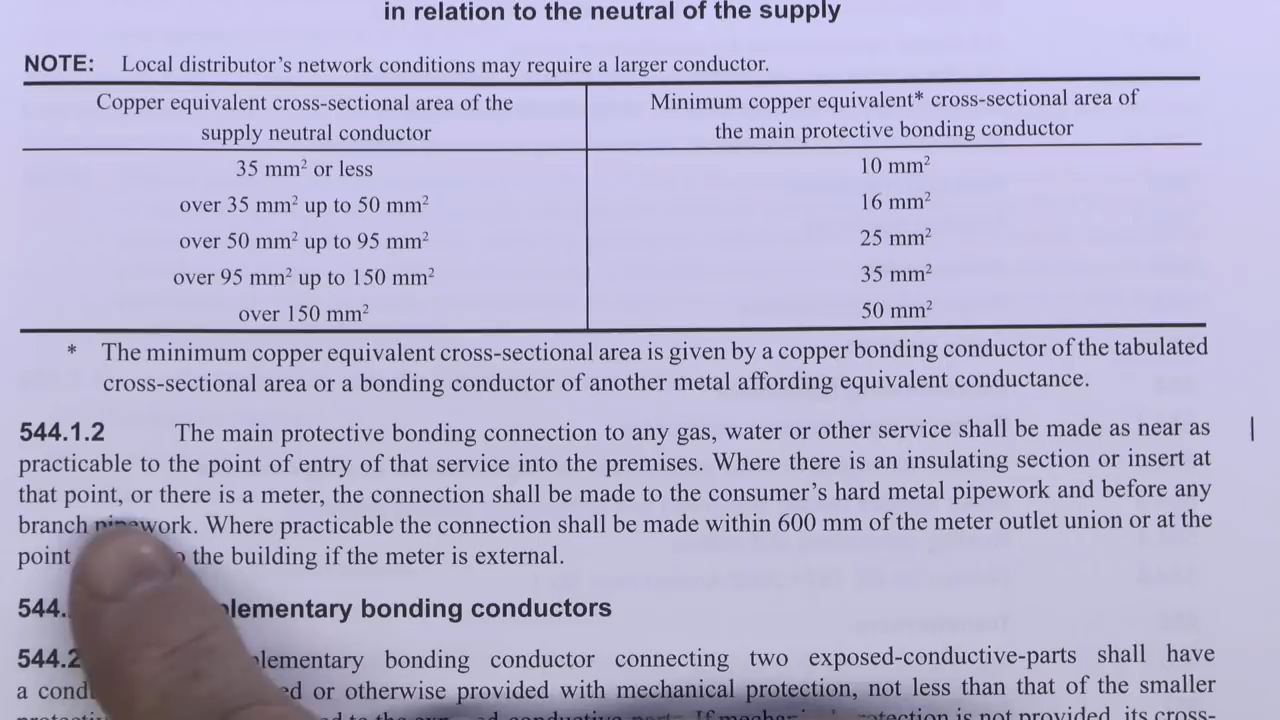 in relation to the neutral of the supply
NOTE: Local distributor's network conditions may require a larger conductor.
Copper equivalent cross-sectional area of the
supply neutral conductor
Minimum copper equivalent* cross-sectional area of
the main protective bonding conductor
35 mm² or less 10 mm²
over 35 mm² up to 50 mm² 16 mm²
over 50 mm² up to 95 mm² 25 mm²
over 95 mm² up to 150 mm² 35 mm²
over 150 mm² 50 mm²
* The minimum copper equivalent cross-sectional area is given by a copper bonding conductor of the tabulated
cross-sectional area or a bonding conductor of another metal affording equivalent conductance.
544.1.2 The main protective bonding connection to any gas, water or other service shall be made as near as
practicable to the point of entry of that service into the premises. Where there is an insulating section or insert at
that point, or there is a meter, the connection shall be made to the consumer's hard metal pipework and before any
branch pipework. Where practicable the connection shall be made within 600 mm of the meter outlet union or at the
point the building if the meter is external.
544. lementary bonding conductors
544.2 lementary bonding conductor connecting two exposed-conductive-parts shall have
a cond ed or otherwise provided with mechanical protection, not less than that of the smaller
is not provided, its cross-